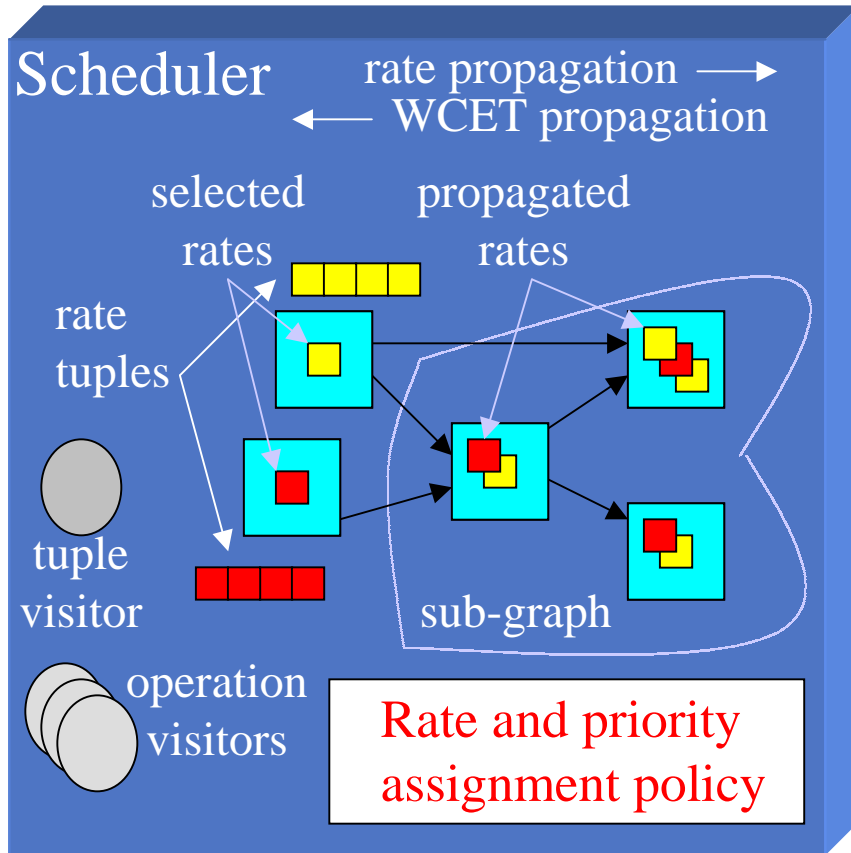 Scheduler
rate propagation
WCET propagation
selected
rates
propagated
rates
rate
tuples
tuple
visitor
sub-graph
operation
visitors
Rate and priority
assignment policy